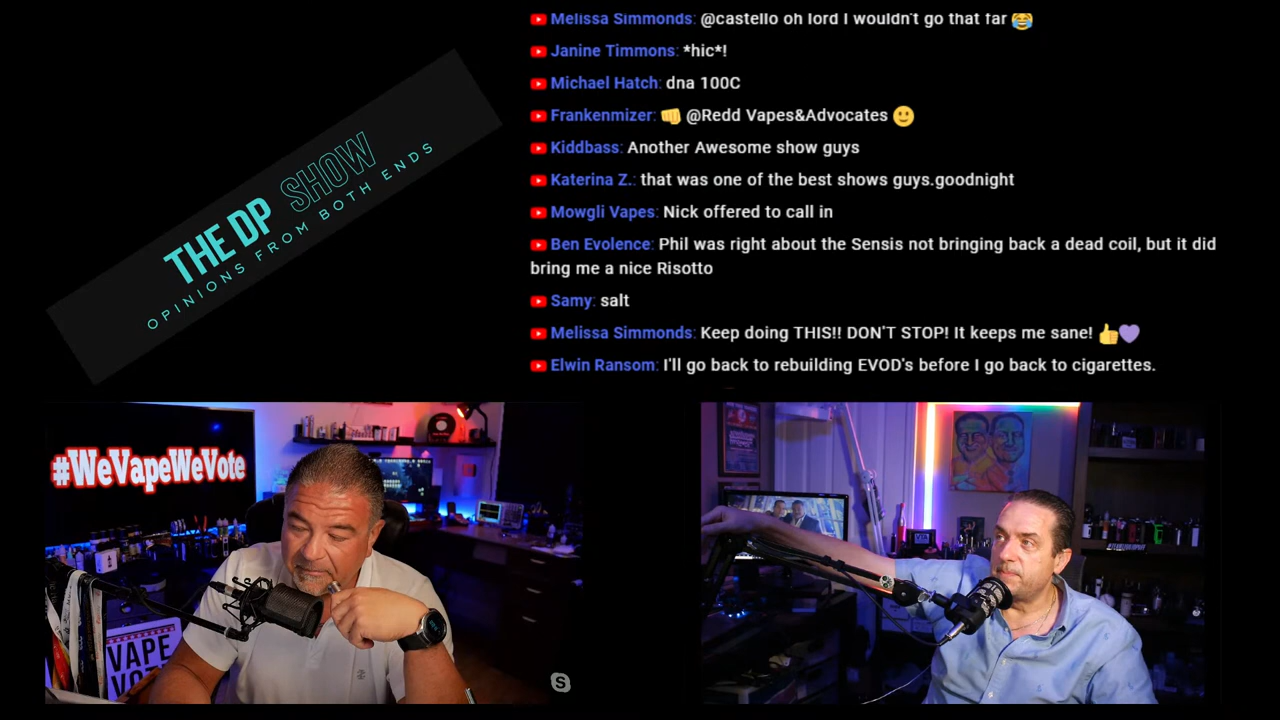 Melissa Simmonds: @castello oh lord I wouldn't go that far 😂
Janine Timmons: *hic*!
Michael Hatch: dna 100C
Frankenmizer: 👊 @Redd Vapes&Advocates 🙂
Kiddbass: Another Awesome show guys
Katerina Z.: that was one of the best shows guys.goodnight
Mowgli Vapes: Nick offered to call in
Ben Evolence: Phil was right about the Sensis not bringing back a dead coil, but it did
bring me a nice Risotto
Samy: salt
Melissa Simmonds: Keep doing THIS!! DON'T STOP! It keeps me sane! 👍💜
Elwin Ransom: I'll go back to rebuilding EVOD's before I go back to cigarettes.
THE DP SHOW
OPINIONS FROM BOTH ENDS
#WeVapeWeVote
VAPE
VO
S